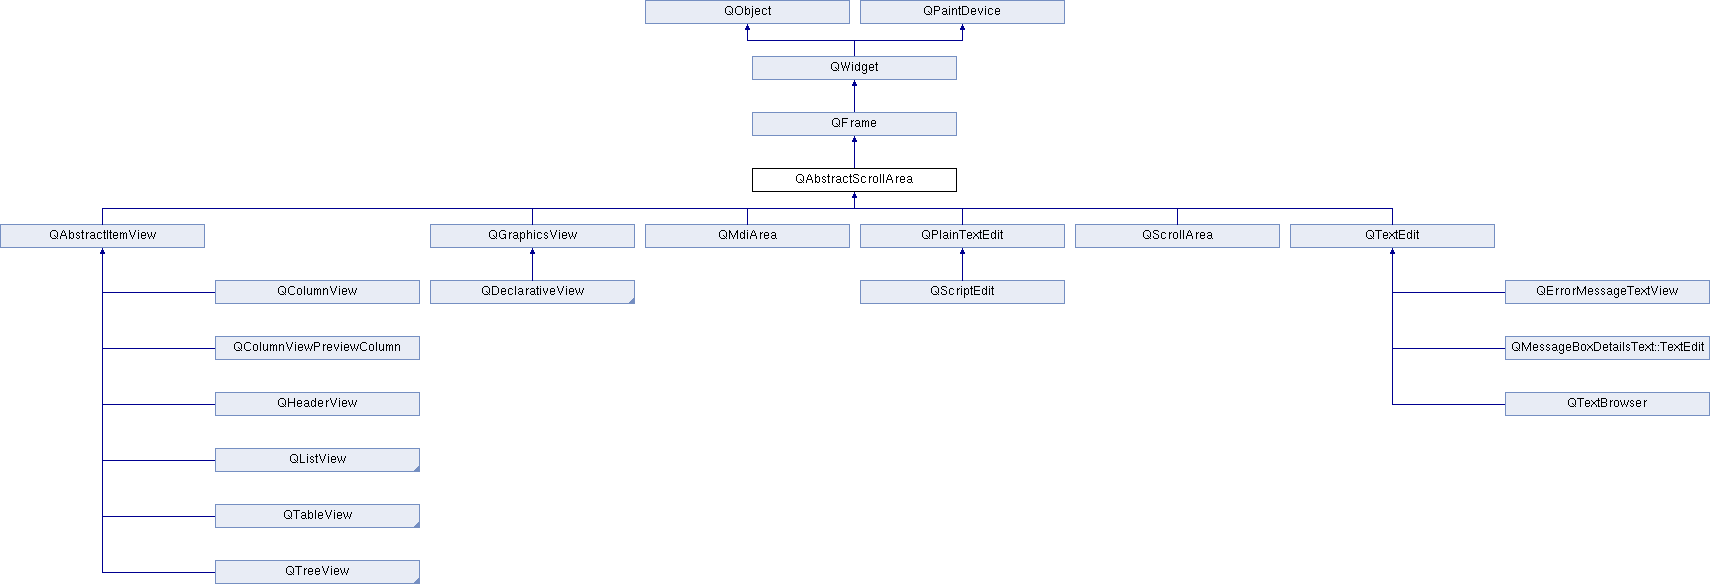 QObject
QPaintDevice
QWidget
QFrame
QAbstractScrollArea
QAbstractItemView
QGraphicsView
QMdiArea
QPlainTextEdit
QScrollArea
QTextEdit
QColumnView
QDeclarativeView
QScriptEdit
QErrorMessageTextView
QColumnViewPreviewColumn
QMessageBoxDetailsText::TextEdit
QHeaderView
QTextBrowser
QListView
QTableView
QTreeView